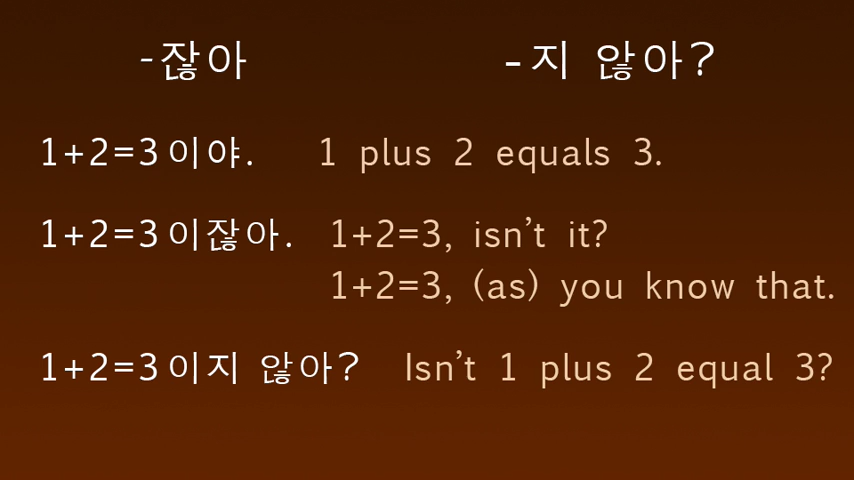 -잖아 -지 않아?
1+2=3이야. 1 plus 2 equals 3.
1+2=3이잖아. 1+2=3, isn’t it?
1+2=3, (as) you know that.
1+2=3이지 않아? Isn’t 1 plus 2 equal 3?